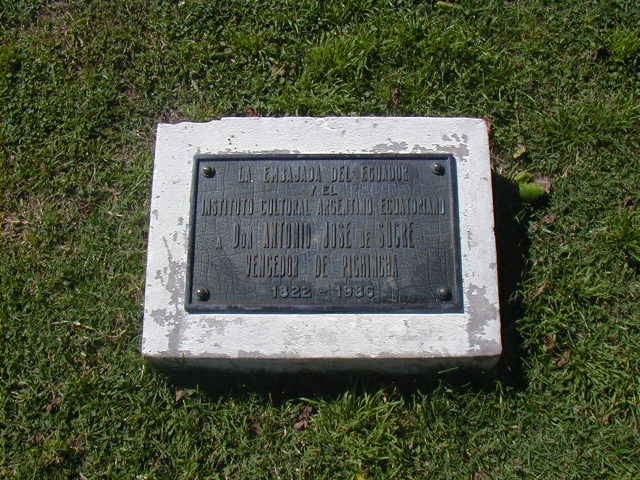 LA EMBAJADA DEL ECUADOR
Y EL
INSTITUTO CULTURAL ARGENTINO ECUATORIANO
A DON ANTONIO JOSE DE SUCRE
VENCEDOR DE PICHINCHA
1822 - 1936